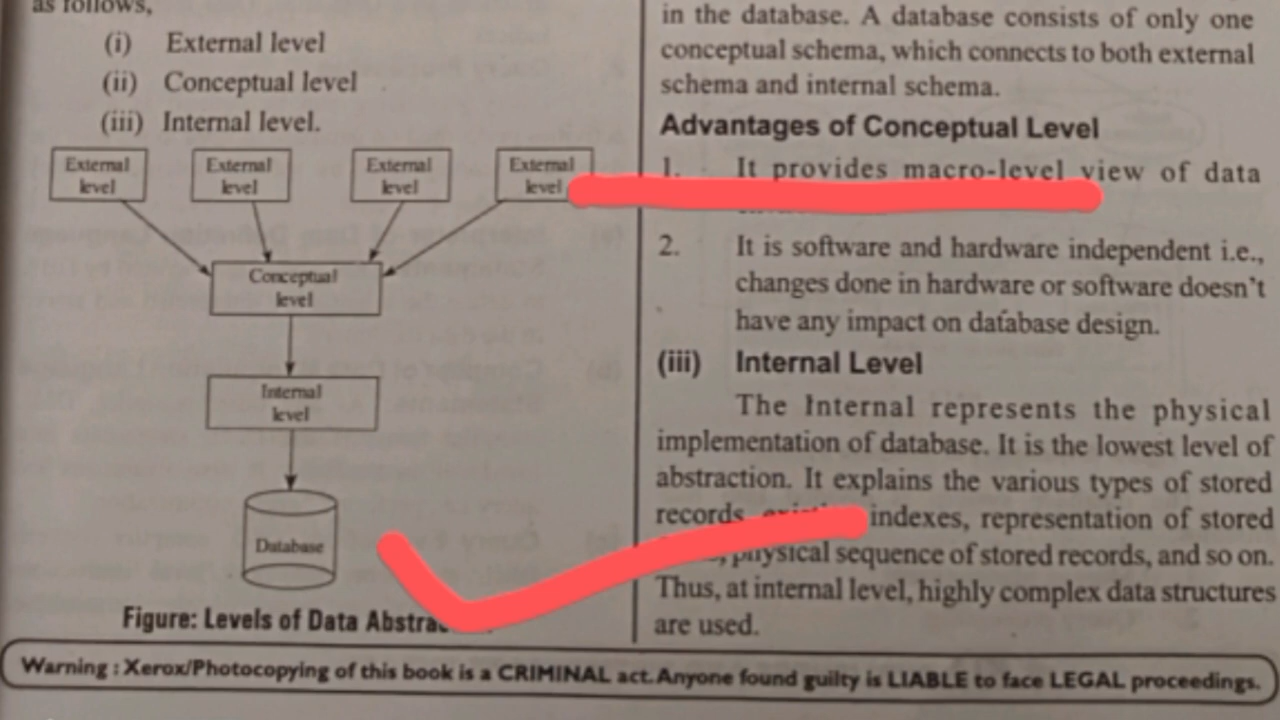 as follows,
(i) External level
(ii) Conceptual level
(iii) Internal level.
External level
External level
External level
External level
Conceptual level
Internal level
Database
Figure: Levels of Data
in the database. A database consists of only one
conceptual schema, which connects to both external
schema and internal schema.
Advantages of Conceptual Level
1. It provides macro-level view of data
2. It is software and hardware independent i.e.,
changes done in hardware or software doesn't
have any impact on database design.
(iii) Internal Level
The Internal represents the physical
implementation of database. It is the lowest level of
abstraction. It explains the various types of stored
records indexes, representation of stored
physical sequence of stored records, and so on.
Thus, at internal level, highly complex data structures
are used.
Warning : Xerox/Photocopying of this book is a CRIMINAL act. Anyone found guilty is LIABLE to face LEGAL proceedings.